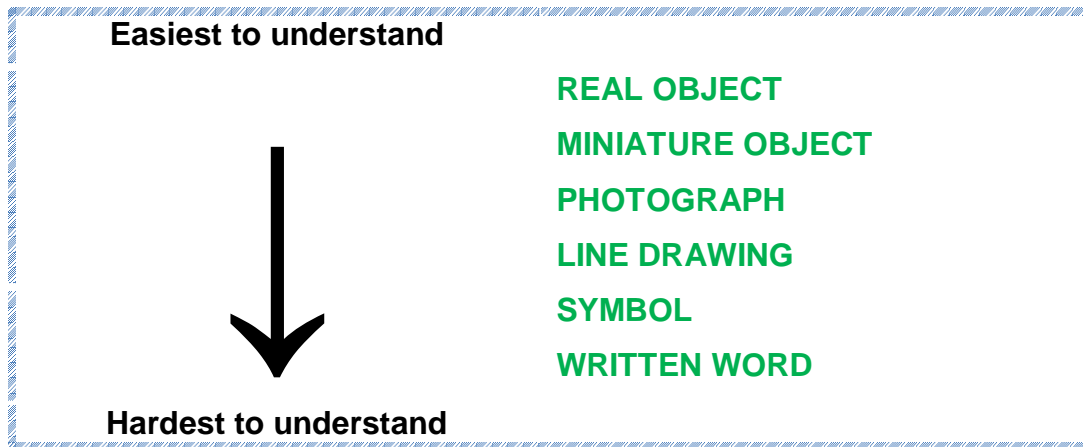 Easiest to understand
REAL OBJECT
MINIATURE OBJECT
PHOTOGRAPH
LINE DRAWING
SYMBOL
WRITTEN WORD
Hardest to understand